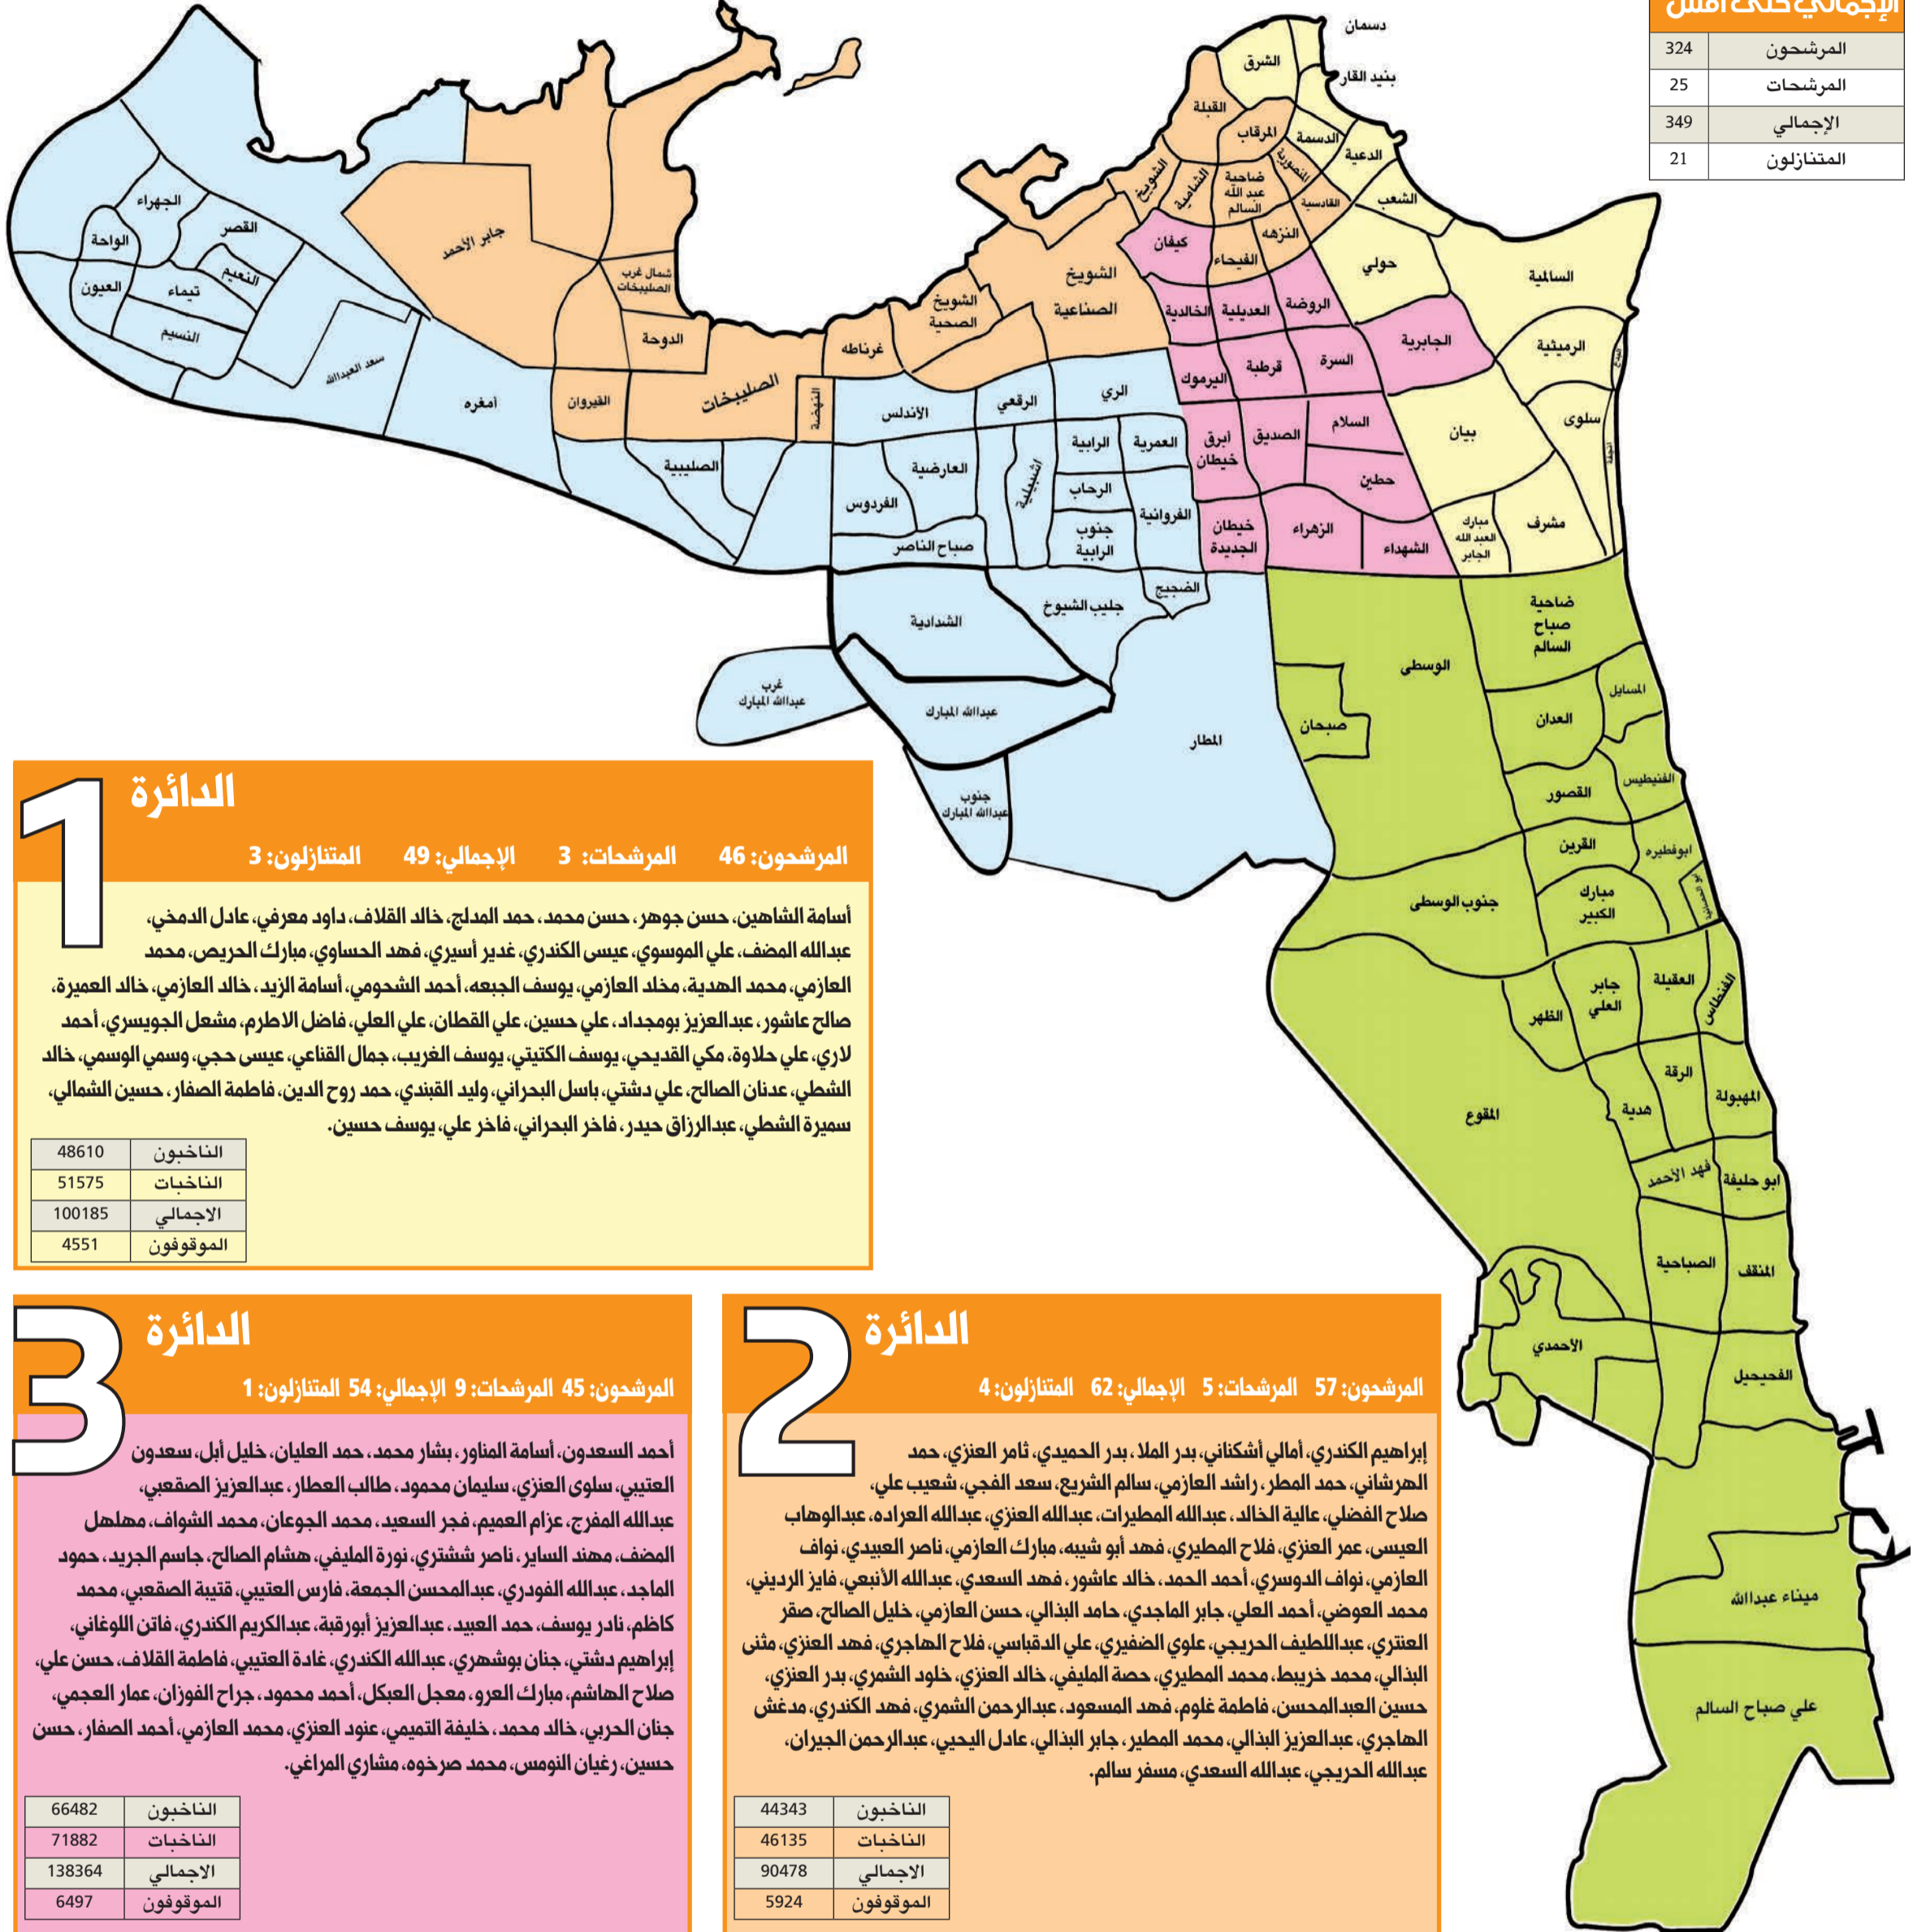 الإجمالي حتى أمس
المرشحون 324
المرشحات 25
الإجمالي 349
المتنازلون 21
دسمان
الشرق
بنيد القار
القبلة
المرقاب
الدسمة
الدعية
المنصورية
الشويخ
الشامية
ضاحية
عبد الله
السالم
القادسية
الشعب
كيفان
النزهه
الفيحاء
حولي
السالمية
الشويخ
الصناعية
الشويخ
الصحية
غرناطه
الخالدية
العديلية
الروضة
الجابرية
الرميثية
البدع
اليرموك
قرطبة
السرة
بيان
سلوى
أنجفة
أبرق
خيطان
الصديق
السلام
حطين
خيطان
الجديدة
الزهراء
الشهداء
مبارك
العبد الله
الجابر
مشرف
الجهراء
الواحة
القصر
العيون
تيماء
النعيم
النسيم
سعد العبدالله
جابر الأحمد
شمال غرب
الصليبخات
الدوحة
أمغره
القيروان
الصليبخات
النهضة
الأندلس
الرقعي
الري
الصليبية
العارضية
الفردوس
صباح الناصر
اشبيلية
الرابية
العمرية
الرحاب
الفروانية
جنوب
الرابية
الضجيج
جليب الشيوخ
الشدادية
غرب
عبدالله المبارك
عبدالله المبارك
جنوب
عبدالله المبارك
المطار
صبحان
الوسطى
ضاحية
صباح
السالم
المسايل
العدان
الفنيطيس
القصور
القرين
ابوفطيره
مبارك
الكبير
جنوب الوسطى
العقيلة
الفنطاس
جابر
العلي
الظهر
الرقة
المهبولة
هدية
المقوع
فهد الأحمد
ابو حليفة
الصباحية
المنقف
الأحمدي
الفحيحيل
ميناء عبدالله
علي صباح السالم
الدائرة 1
المرشحون: 46 المرشحات: 3 الإجمالي: 49 المتنازلون: 3
أسامة الشاهين، حسن جوهر، حسن محمد، حمد المدلج، خالد القلاف، داود معرفي، عادل الدمخي،
عبدالله المضف، علي الموسوي، عيسى الكندري، غدير أسيري، فهد الحساوي، مبارك الحريص، محمد
العازمي، محمد الهدية، مخلد العازمي، يوسف الجبعه، أحمد الشحومي، أسامة الزيد، خالد العازمي، خالد العميرة،
صالح عاشور، عبدالعزيز بومجداد، علي حسين، علي القطان، علي العلي، فاضل الاطرم، مشعل الجويسري، أحمد
لاري، علي حلاوة، مكي القديحي، يوسف الكتيتي، يوسف الغريب، جمال القناعي، عيسى حجي، وسمي الوسمي، خالد
الشطي، عدنان الصالح، علي دشتي، باسل البحراني، وليد القبندي، حمد روح الدين، فاطمة الصفار، حسين الشمالي،
سميرة الشطي، عبدالرزاق حيدر، فاخر البحراني، فاخر علي، يوسف حسين.
الناخبون 48610
الناخبات 51575
الاجمالي 100185
الموقوفون 4551
الدائرة 2
المرشحون: 57 المرشحات: 5 الإجمالي: 62 المتنازلون: 4
إبراهيم الكندري، أمالي أشكناني، بدر الملا، بدر الحميدي، ثامر العنزي، حمد
الهرشاني، حمد المطر، راشد العازمي، سالم الشريع، سعد الفجي، شعيب علي،
صلاح الفضلي، عالية الخالد، عبدالله المطيرات، عبدالله العنزي، عبدالله العراده، عبدالوهاب
العيسى، عمر العنزي، فلاح المطيري، فهد أبو شيبه، مبارك العازمي، ناصر العبيدي، نواف
العازمي، نواف الدوسري، أحمد الحمد، خالد عاشور، فهد السعدي، عبدالله الأنبعي، فايز الرديني،
محمد العوضي، أحمد العلي، جابر الماجدي، حامد البذالي، حسن العازمي، خليل الصالح، صقر
العنتري، عبداللطيف الحريجي، علوي الضفيري، علي الدقباسي، فلاح الهاجري، فهد العنزي، مثنى
البذالي، محمد خريبط، محمد المطيري، حصة المليفي، خالد العنزي، خلود الشمري، بدر العنزي،
حسين العبدالمحسن، فاطمة غلوم، فهد المسعود، عبدالرحمن الشمري، فهد الكندري، مدغش
الهاجري، عبدالعزيز البذالي، محمد المطير، جابر البذالي، عادل اليحيي، عبدالرحمن الجيران،
عبدالله الحريجي، عبدالله السعدي، مسفر سالم.
الناخبون 44343
الناخبات 46135
الاجمالي 90478
الموقوفون 5924
الدائرة 3
المرشحون: 45 المرشحات: 9 الإجمالي: 54 المتنازلون: 1
أحمد السعدون، أسامة المناور، بشار محمد، حمد العليان، خليل أبل، سعدون
العتيبي، سلوى العنزي، سليمان محمود، طالب العطار، عبدالعزيز الصقعبي،
عبدالله المفرج، عزام العميم، فجر السعيد، محمد الجوعان، محمد الشواف، مهلهل
المضف، مهند الساير، ناصر ششتري، نورة المليفي، هشام الصالح، جاسم الجريد، حمود
الماجد، عبدالله الفودري، عبدالمحسن الجمعة، فارس العتيبي، قتيبة الصقعبي، محمد
كاظم، نادر يوسف، حمد العبيد، عبدالعزيز أبورقبة، عبدالكريم الكندري، فاتن اللوغاني،
إبراهيم دشتي، جنان بوشهري، عبدالله الكندري، غادة العتيبي، فاطمة القلاف، حسن علي،
صلاح الهاشم، مبارك العرو، معجل العبكل، أحمد محمود، جراح الفوزان، عمار العجمي،
جنان الحربي، خالد محمد، خليفة التميمي، عنود العنزي، محمد العازمي، أحمد الصفار، حسن
حسين، رغيان النومس، محمد صرخوه، مشاري المراغي.
الناخبون 66482
الناخبات 71882
الاجمالي 138364
الموقوفون 6497